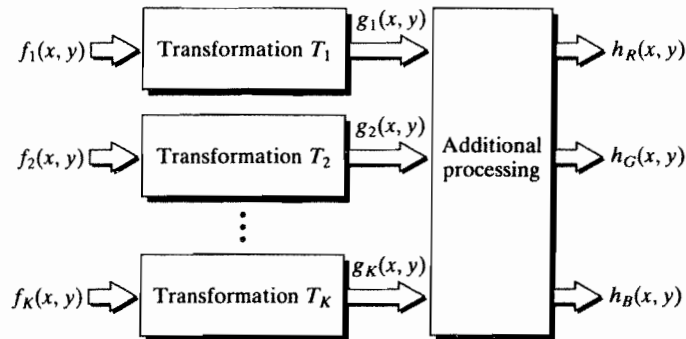 f₁(x, y) Transformation T₁ g₁(x, y) h_R(x, y)
f₂(x, y) Transformation T₂ g₂(x, y) Additional processing h_G(x, y)
⋮
f_K(x, y) Transformation T_K g_K(x, y) h_B(x, y)